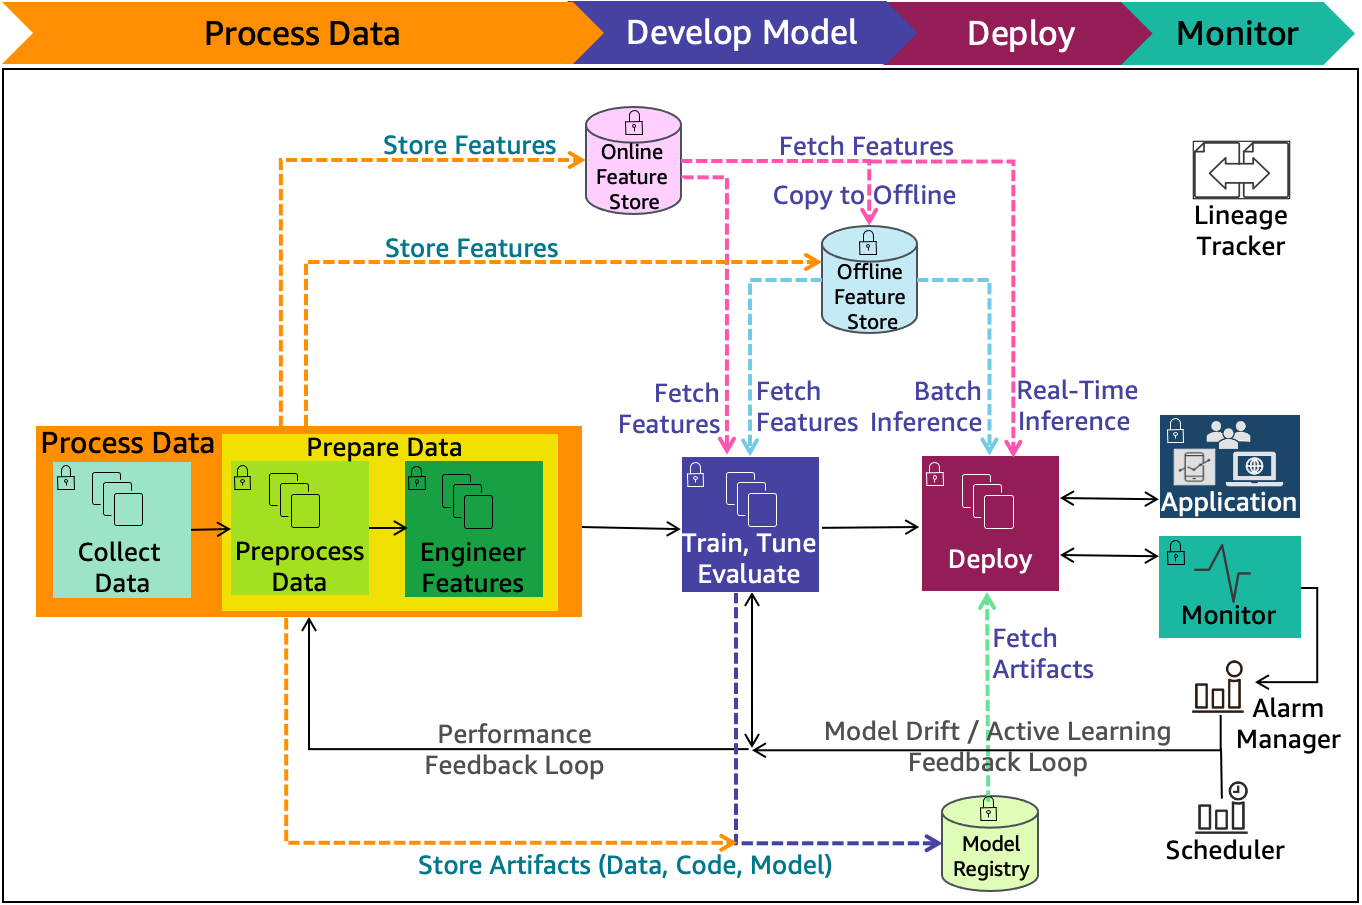 Process Data
Develop Model
Deploy
Monitor
Store Features
Online
Feature
Store
Fetch Features
Copy to Offline
Lineage
Tracker
Store Features
Offline
Feature
Store
Fetch
Features
Fetch
Features
Batch
Inference
Real-Time
Inference
Process Data
Prepare Data
Collect
Data
Preprocess
Data
Engineer
Features
Train, Tune
Evaluate
Deploy
Application
Monitor
Fetch
Artifacts
Alarm
Manager
Performance
Feedback Loop
Model Drift / Active Learning
Feedback Loop
Scheduler
Model
Registry
Store Artifacts (Data, Code, Model)